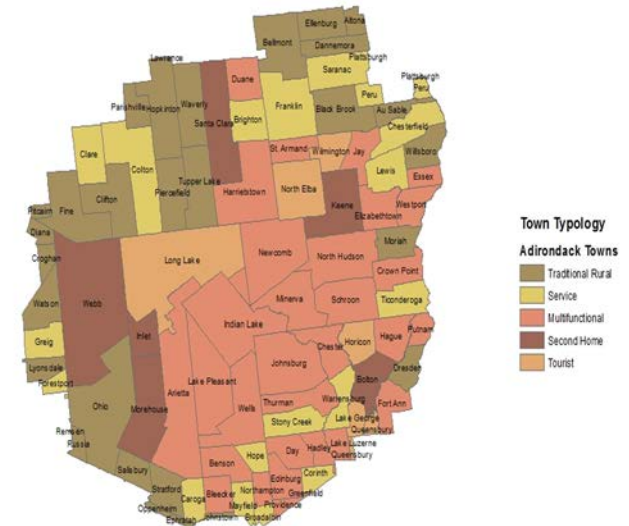 Ellenburg
Altona
Bellmont
Dannemora
Lawrence
Plattsburgh
Saranac
Duane
Plattsburgh
Peru
Parishville
Hopkinton
Waverly
Santa Clara
Brighton
Franklin
Peru
Black Brook
Au Sable
Chesterfield
Clare
Colton
St. Armand
Wilmington
Jay
Willsboro
Lewis
Essex
Tupper Lake
Piercefield
Harrietstown
North Elba
Keene
Westport
Elizabethtown
Fine
Clifton
Pitcairn
Diana
Croghan
Moriah
Long Lake
Newcomb
North Hudson
Crown Point
Webb
Watson
Minerva
Schroon
Ticonderoga
Inlet
Indian Lake
Greig
Chester
Horicon
Hague
Putnam
Lyonsdale
Forestport
Arietta
Lake Pleasant
Johnsburg
Dresden
Bolton
Ohio
Morehouse
Wells
Thurman
Warrensburg
Fort Ann
Stony Creek
Lake George
Queensbury
Remsen
Russia
Salisbury
Benson
Hope
Day
Hadley
Lake Luzerne
Queensbury
Stratford
Edinburg
Corinth
Oppenheim
Caroga
Bleecker
Northampton
Greenfield
Ephratah
Johnstown
Mayfield
Providence
Broadalbin
Town Typology
Adirondack Towns
Traditional Rural
Service
Multifunctional
Second Home
Tourist